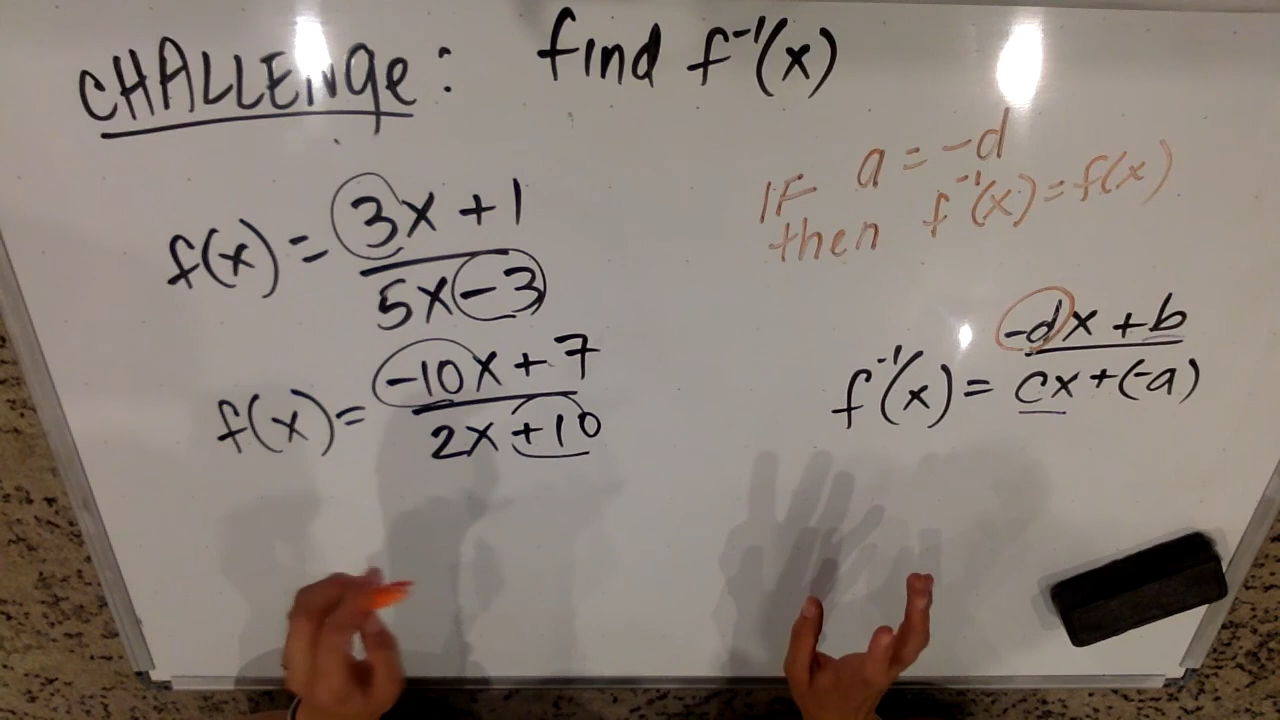 CHALLENge: find f⁻¹(x)
f(x) = 3x + 1
5x - 3
f(x) = -10x + 7
2x + 10
IF a = -d
then f⁻¹(x) = f(x)
f⁻¹(x) = -dx + b
cx + (-a)